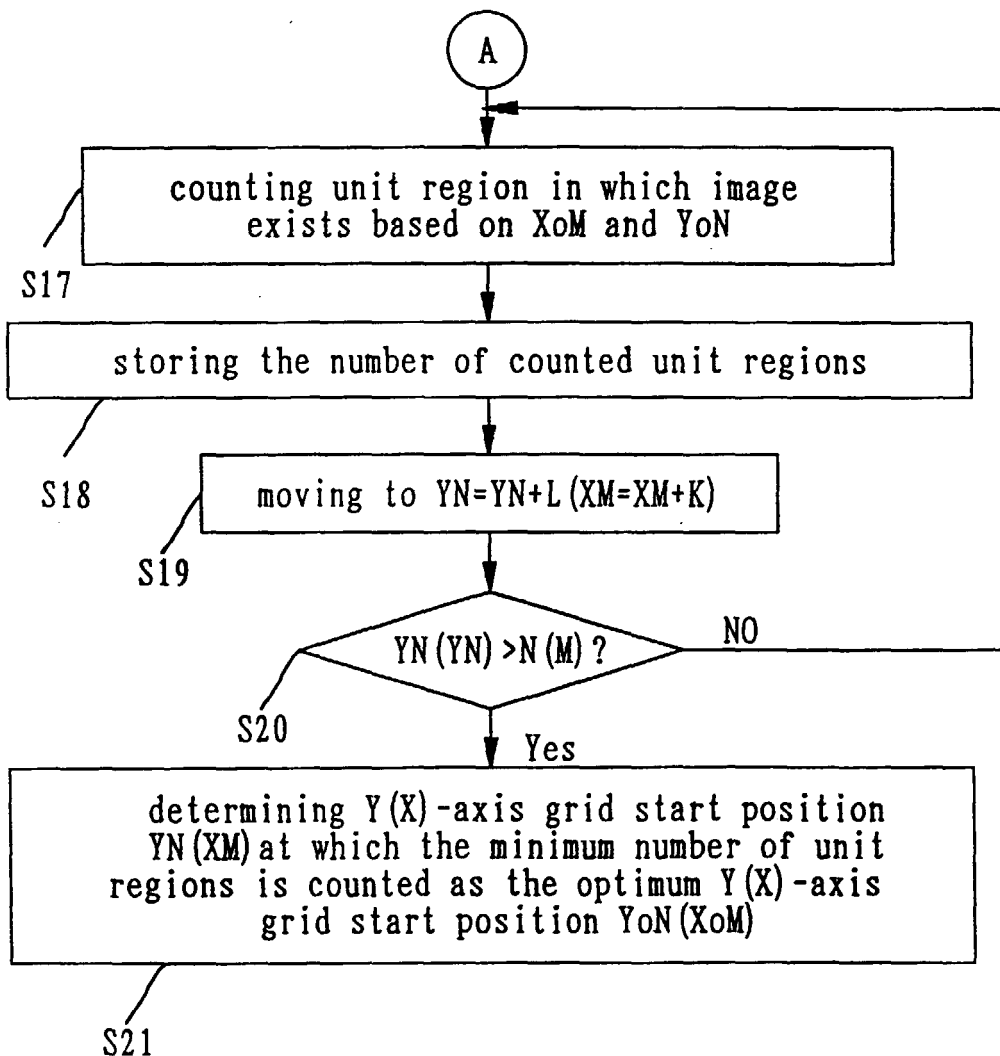 A
counting unit region in which image
exists based on XoM and YoN
S17
storing the number of counted unit regions
S18
moving to YN=YN+L(XM=XM+K)
S19
YN(YN)>N(M)?
NO
S20
Yes
determining Y(X)-axis grid start position
YN(XM) at which the minimum number of unit
regions is counted as the optimum Y(X)-axis
grid start position YoN(XoM)
S21